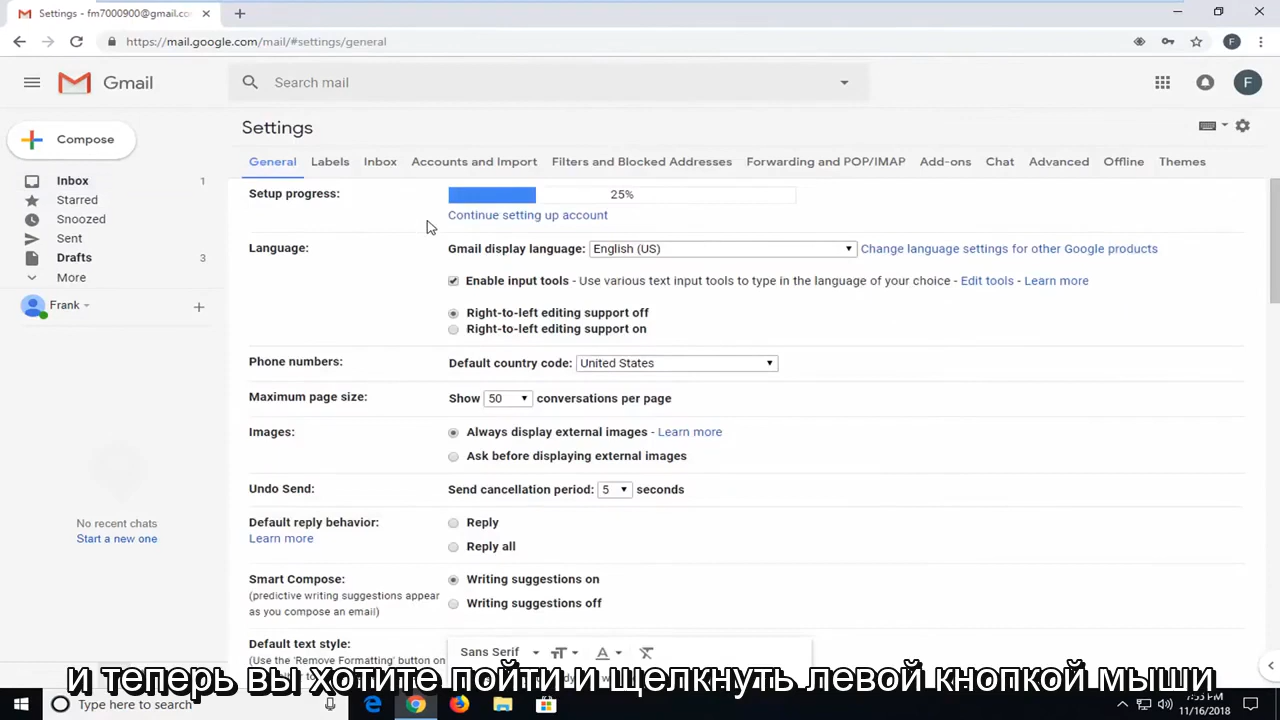 Settings - fm7000900@gmail.co
https://mail.google.com/mail/#settings/general
F
Gmail
Search mail
F
Compose
Settings
General Labels Inbox Accounts and Import Filters and Blocked Addresses Forwarding and POP/IMAP Add-ons Chat Advanced Offline Themes
Inbox 1
Starred
Snoozed
Sent
Drafts 3
More
Frank
No recent chats
Start a new one
Setup progress: 25%
Continue setting up account
Language: Gmail display language: English (US) Change language settings for other Google products
Enable input tools - Use various text input tools to type in the language of your choice - Edit tools - Learn more
Right-to-left editing support off
Right-to-left editing support on
Phone numbers: Default country code: United States
Maximum page size: Show 50 conversations per page
Images: Always display external images - Learn more
Ask before displaying external images
Undo Send: Send cancellation period: 5 seconds
Default reply behavior: Reply
Learn more
Reply all
Smart Compose: Writing suggestions on
(predictive writing suggestions appear
as you compose an email)
Writing suggestions off
Default text style: Sans Serif
(Use the 'Remove Formatting' button on
и теперь вы хотите пойти и щелкнуть левой кнопкой мыши
Type here to search
11/16/2018